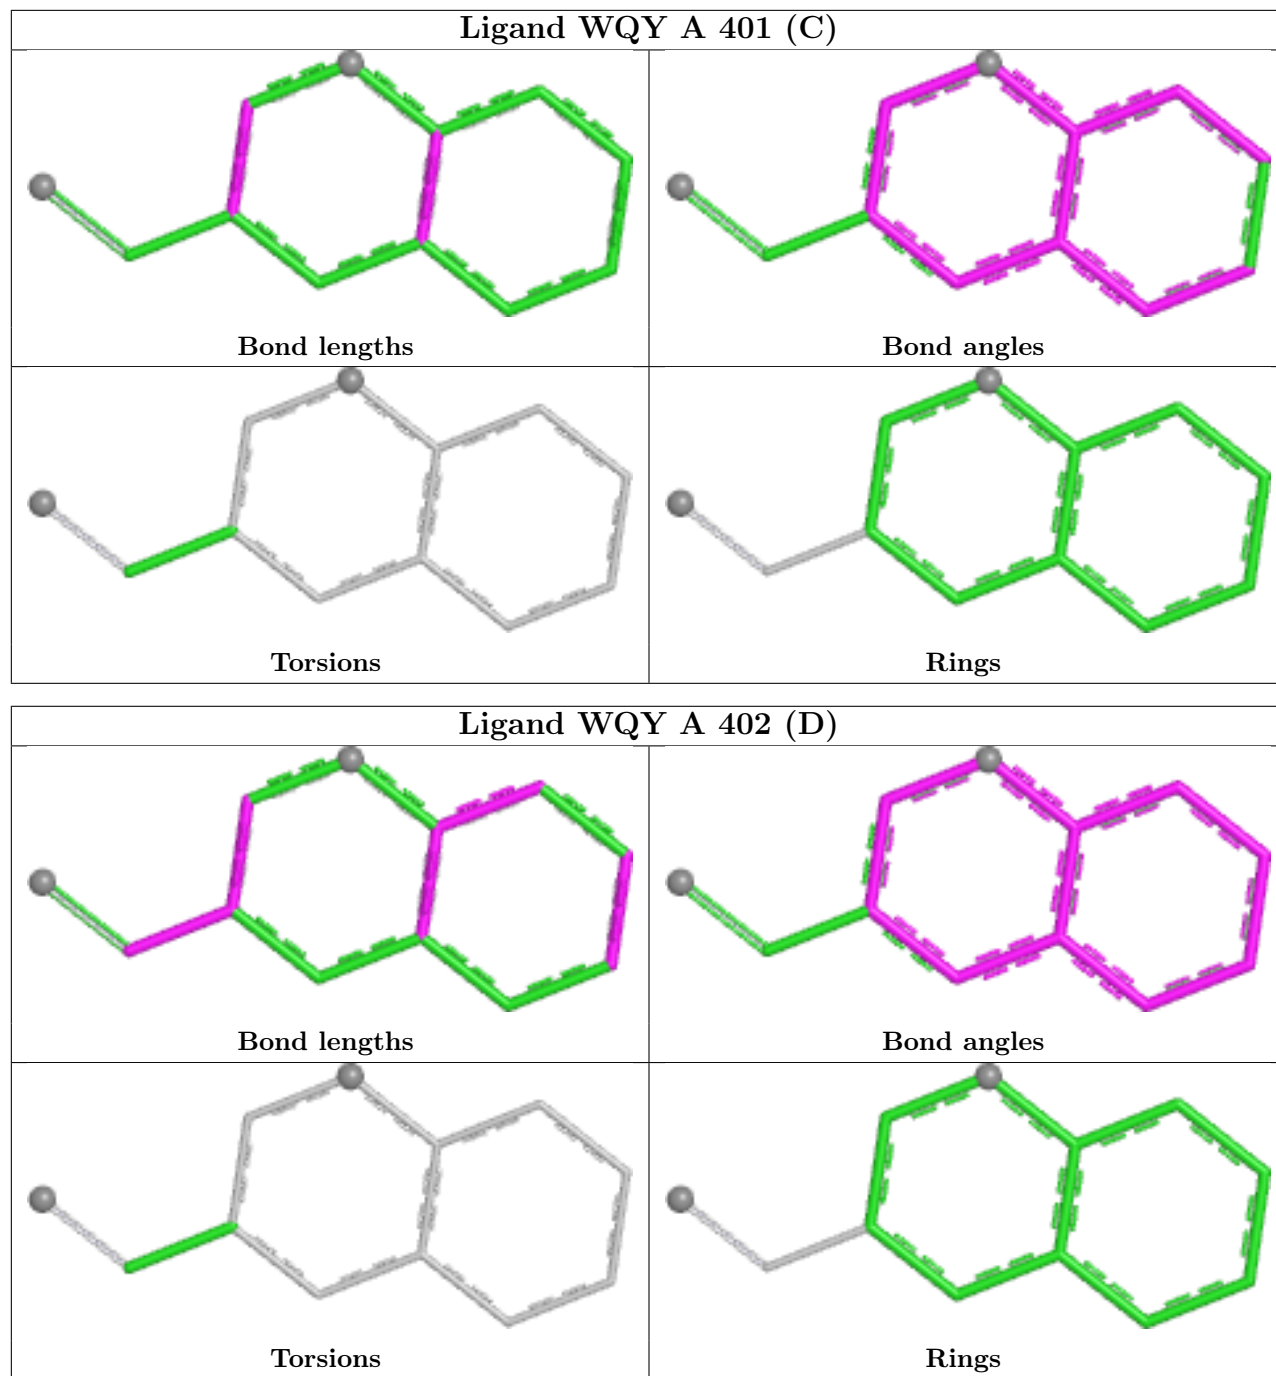 Ligand WQY A 401 (C)
Bond lengths
Bond angles
Torsions
Rings
Ligand WQY A 402 (D)
Bond lengths
Bond angles
Torsions
Rings